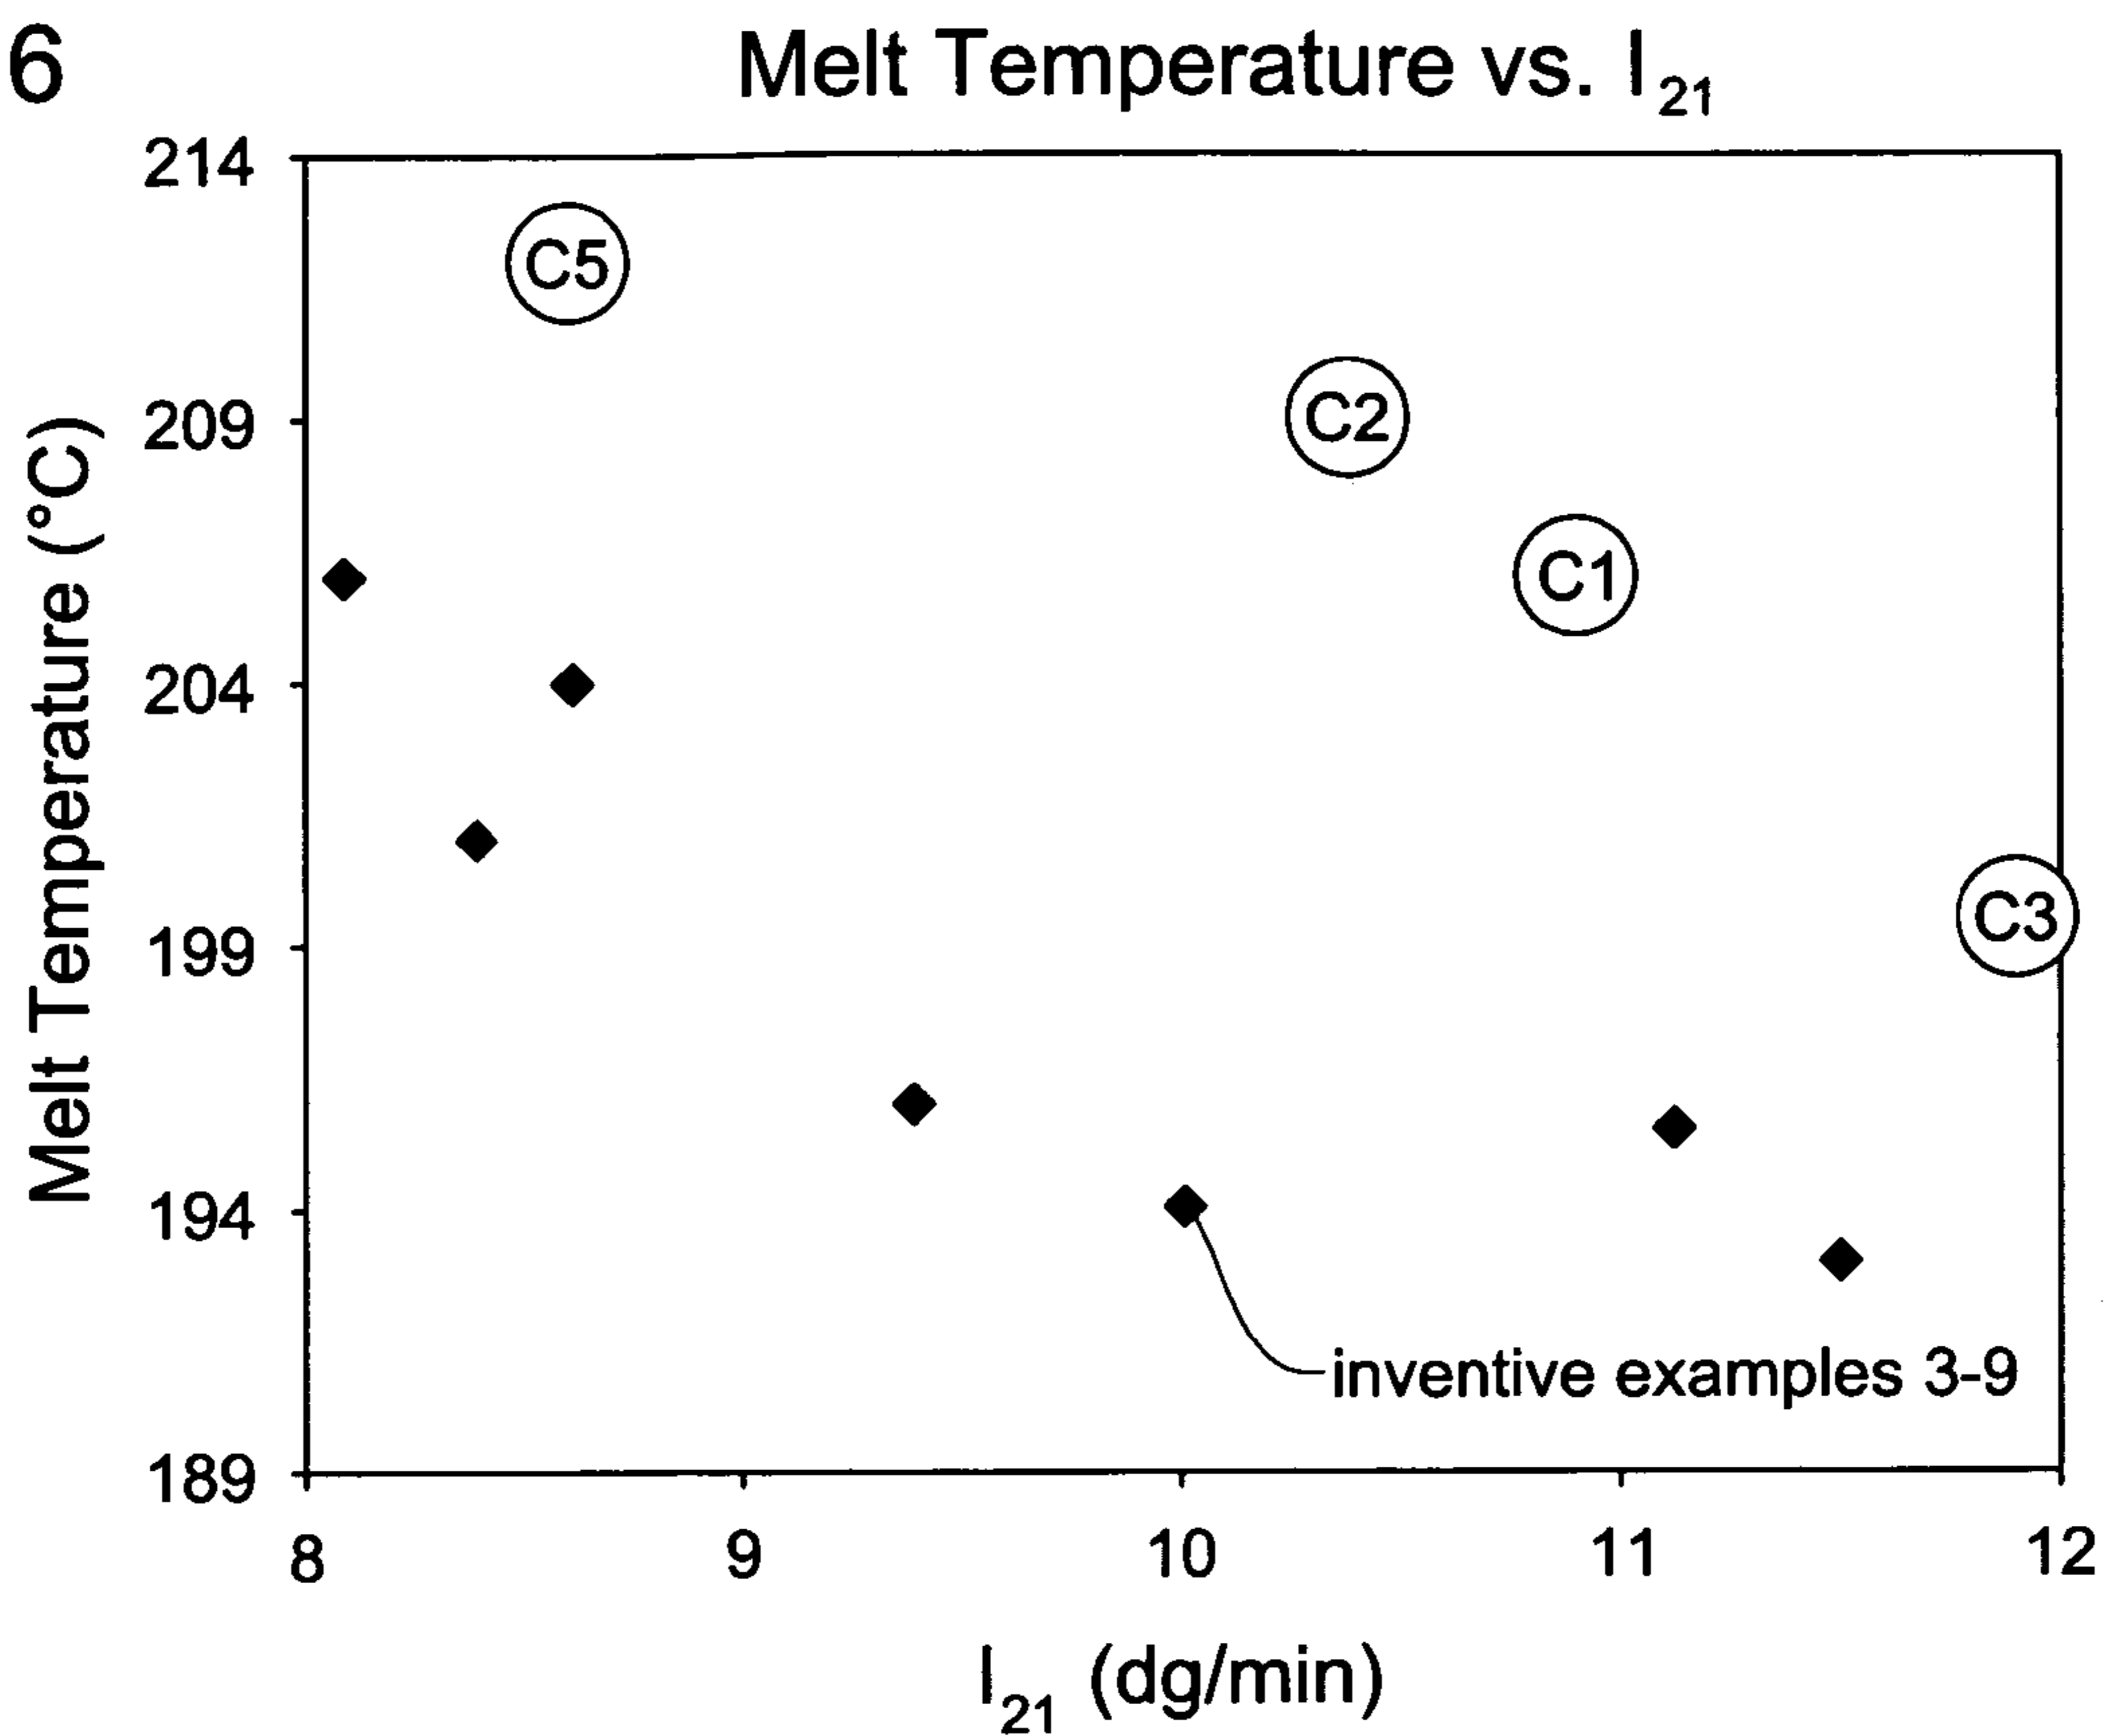 6
Melt Temperature vs. I21
214
209
204
199
194
189
Melt Temperature (°C)
C5
C2
C1
C3
inventive examples 3-9
8 9 10 11 12
I21 (dg/min)